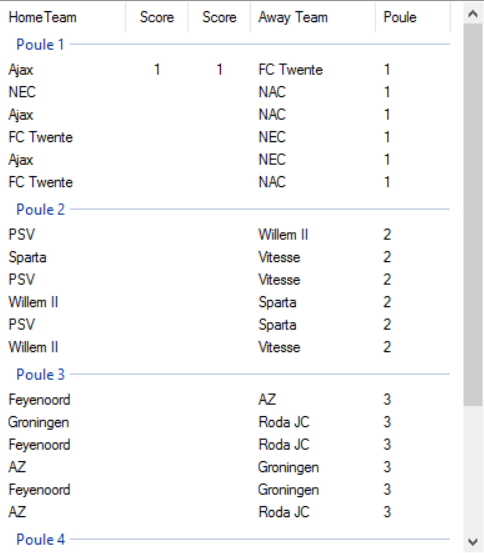 HomeTeam Score Score Away Team Poule
Poule 1
Ajax 1 1 FC Twente 1
NEC NAC 1
Ajax NAC 1
FC Twente NEC 1
Ajax NEC 1
FC Twente NAC 1
Poule 2
PSV Willem II 2
Sparta Vitesse 2
PSV Vitesse 2
Willem II Sparta 2
PSV Sparta 2
Willem II Vitesse 2
Poule 3
Feyenoord AZ 3
Groningen Roda JC 3
Feyenoord Roda JC 3
AZ Groningen 3
Feyenoord Groningen 3
AZ Roda JC 3
Poule 4